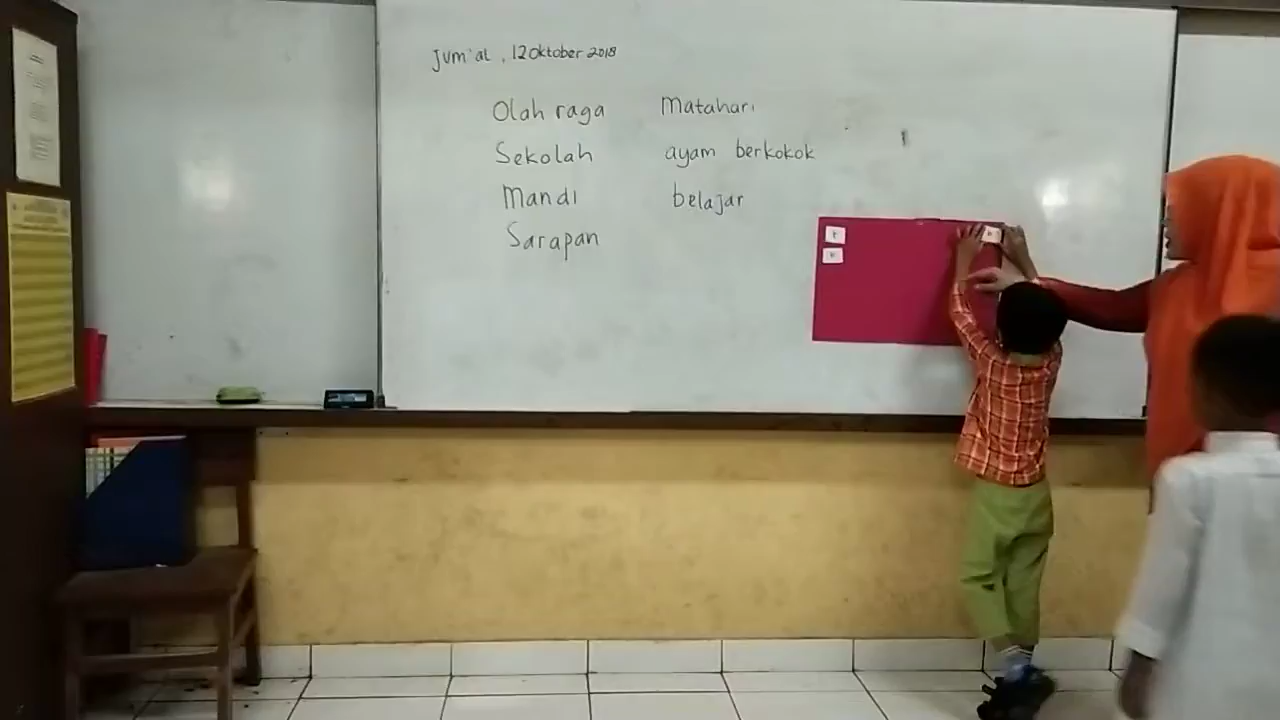 Jum'at, 12 Oktober 2018
Olah raga
Sekolah
Mandi
Sarapan
Matahari
ayam berkokok
belajar